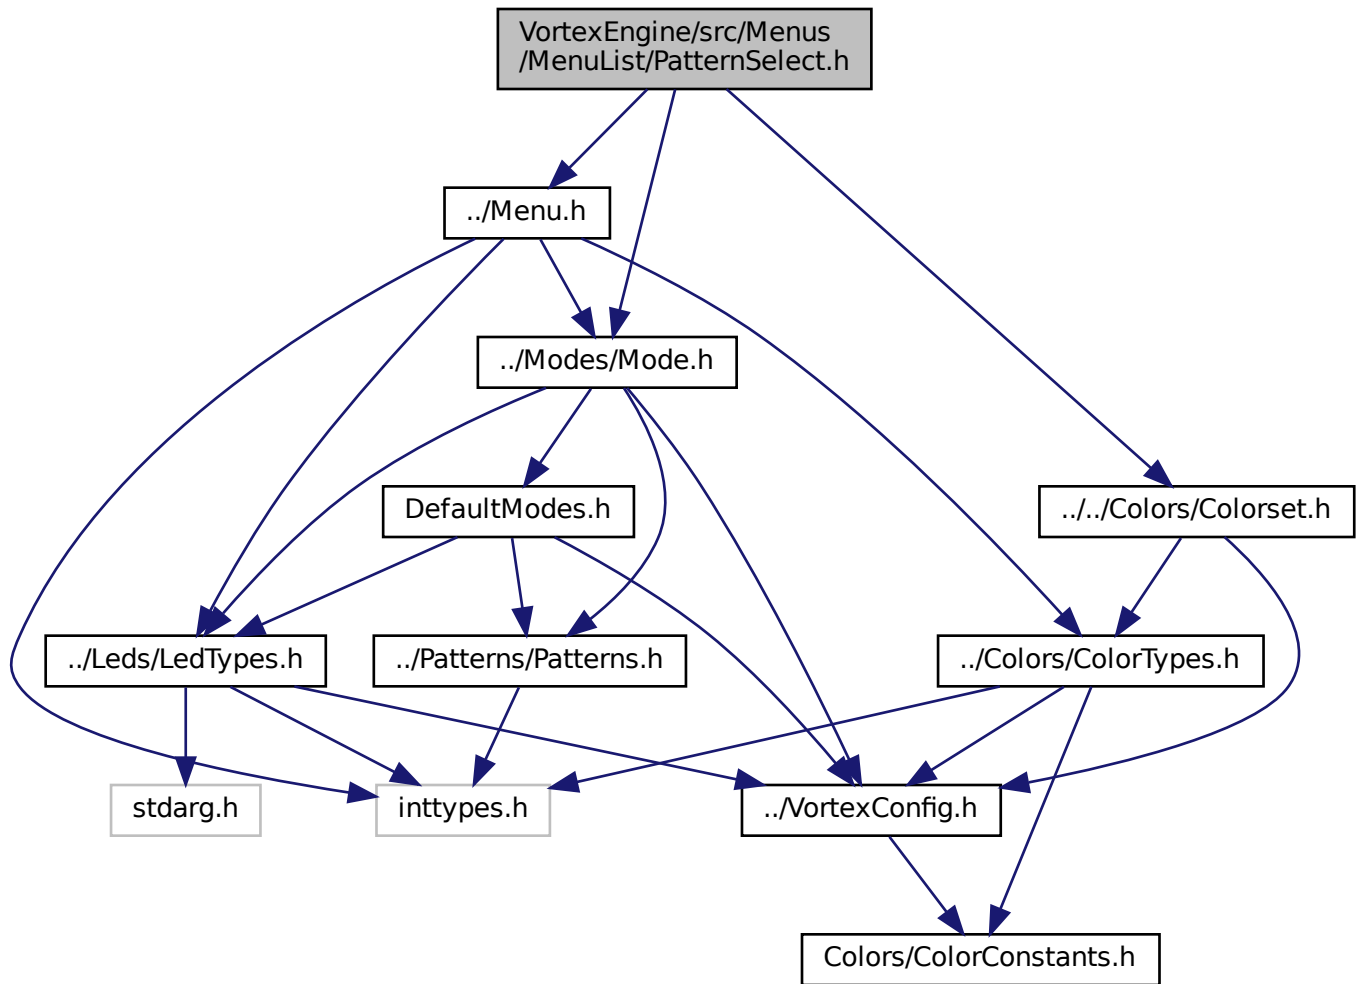 VortexEngine/src/Menus
/MenuList/PatternSelect.h
../Menu.h
../Modes/Mode.h
DefaultModes.h
../../Colors/Colorset.h
../Leds/LedTypes.h
../Patterns/Patterns.h
../Colors/ColorTypes.h
stdarg.h
inttypes.h
../VortexConfig.h
Colors/ColorConstants.h